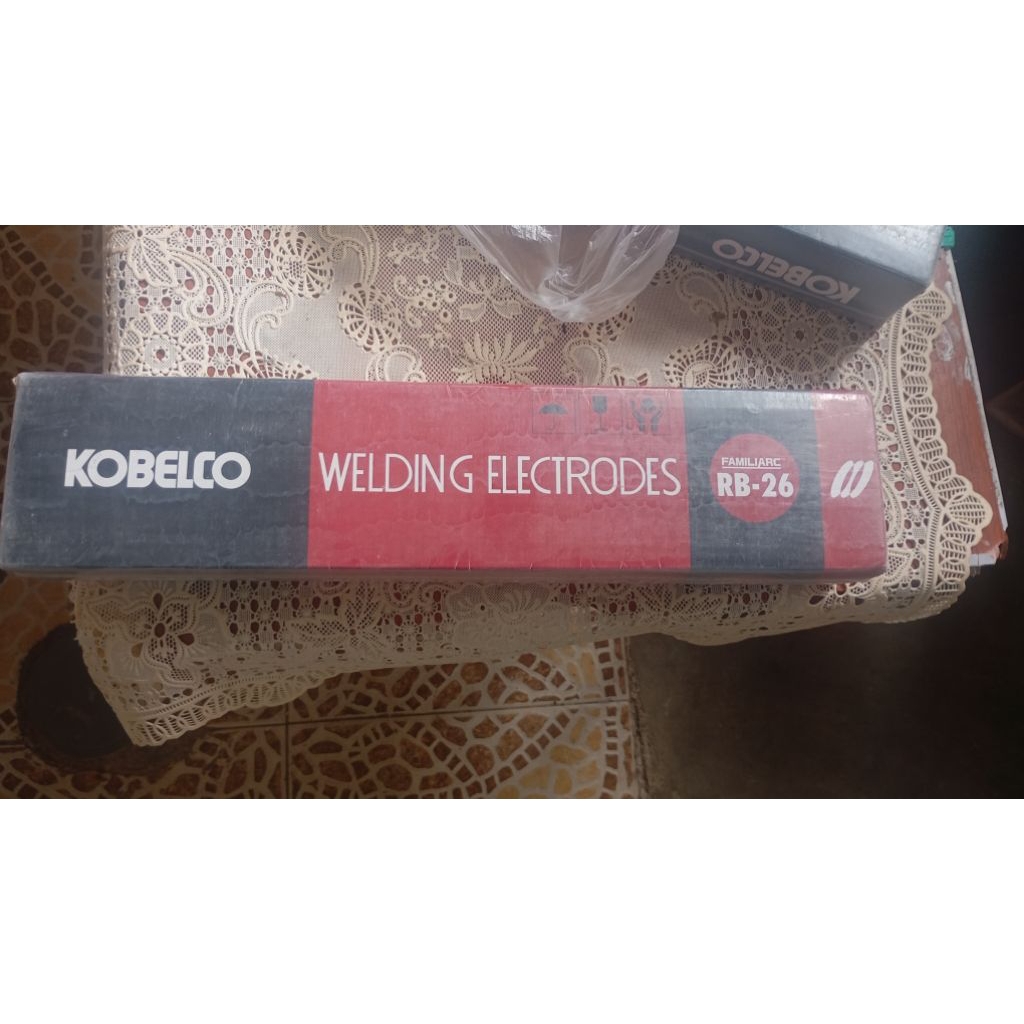 KOBELCO
KOBELCO
WELDING ELECTRODES
FAMILIARC
RB-26